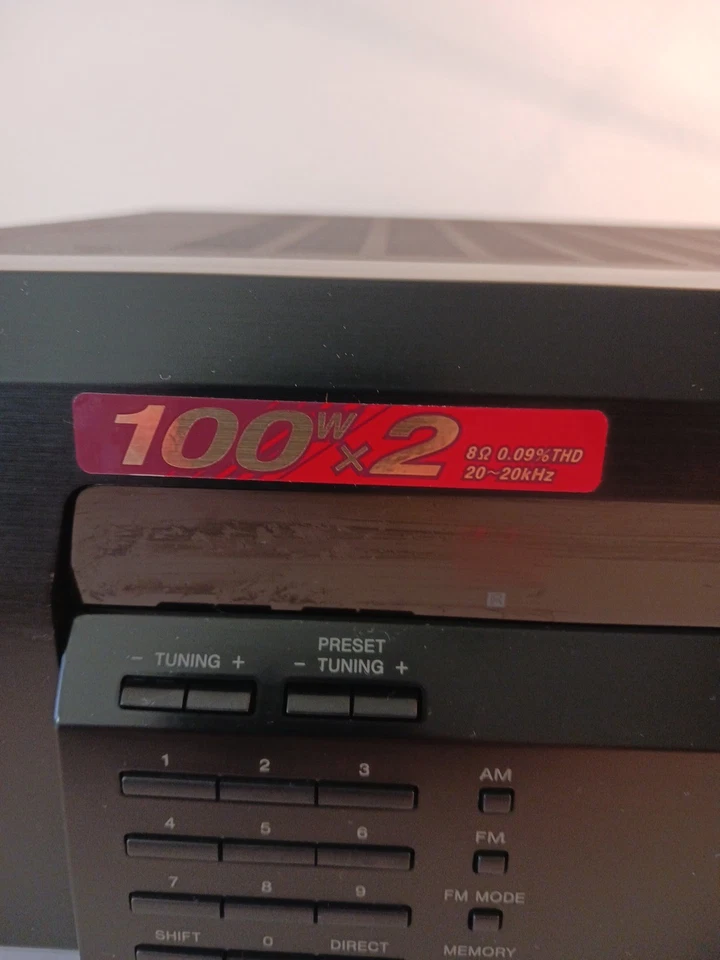 100W x 2 8Ω 0.09%THD
20~20kHz
PRESET
- TUNING + - TUNING +
1 2 3 AM
4 5 6 FM
7 8 9 FM MODE
SHIFT 0 DIRECT MEMORY